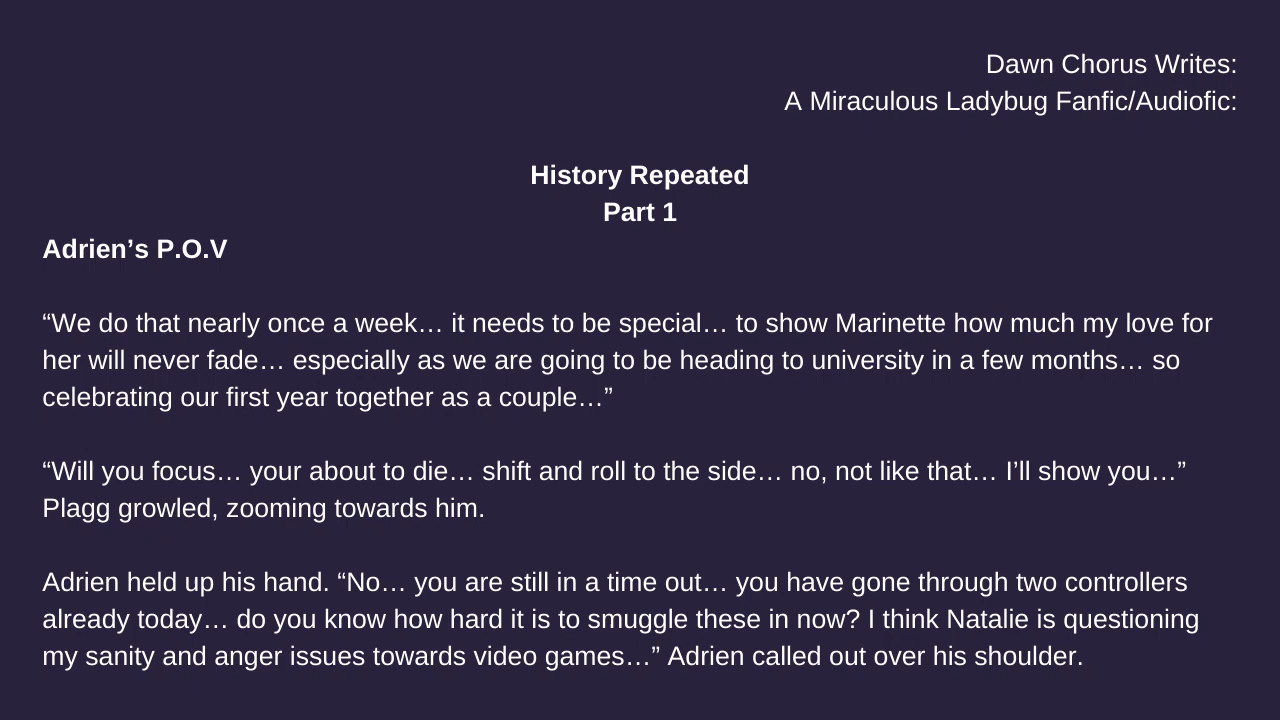 Dawn Chorus Writes:
A Miraculous Ladybug Fanfic/Audiofic:
History Repeated
Part 1
Adrien’s P.O.V
“We do that nearly once a week… it needs to be special… to show Marinette how much my love for
her will never fade… especially as we are going to be heading to university in a few months… so
celebrating our first year together as a couple…”
“Will you focus… your about to die… shift and roll to the side… no, not like that… I’ll show you…”
Plagg growled, zooming towards him.
Adrien held up his hand. “No… you are still in a time out… you have gone through two controllers
already today… do you know how hard it is to smuggle these in now? I think Natalie is questioning
my sanity and anger issues towards video games…” Adrien called out over his shoulder.